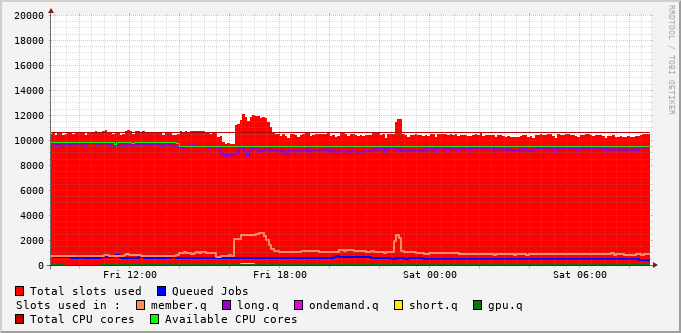 20000
18000
16000
14000
12000
10000
8000
6000
4000
2000
0
Fri 12:00 Fri 18:00 Sat 00:00 Sat 06:00
Total slots used Queued Jobs
Slots used in : member.q long.q ondemand.q short.q gpu.q
Total CPU cores Available CPU cores
RRDTOOL / TOBI OETIKER